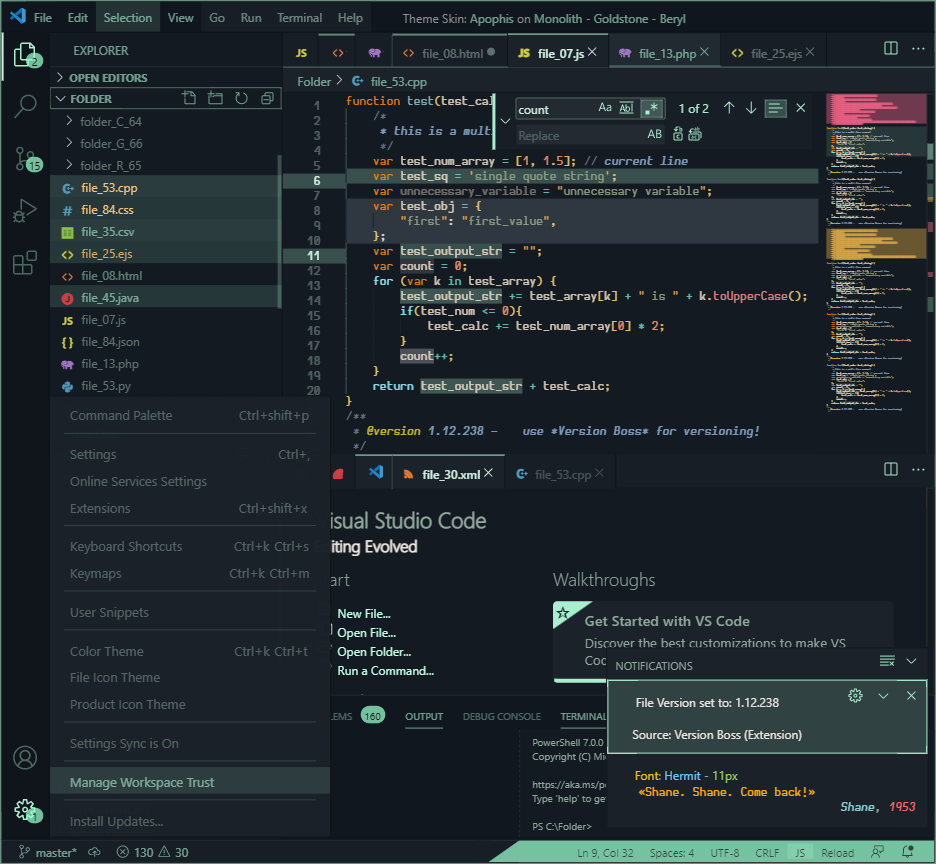 File Edit Selection View Go Run Terminal Help Theme Skin: Apophis on Monolith - Goldstone - Beryl
EXPLORER
JS <> file_08.html JS file_07.js file_13.php <> file_25.ejs
OPEN EDITORS
Folder > file_53.cpp
FOLDER
folder_C_64
folder_G_66
folder_R_65
file_53.cpp
# file_84.css
file_35.csv
<> file_25.ejs
<> file_08.html
file_45.java
JS file_07.js
{} file_84.json
file_13.php
file_53.py
2
15
1
count Aa Abl .* 1 of 2
Replace AB
1 function test(test_cal
2 /*
3 * this is a mult
4 */
5 var test_num_array = [1, 1.5]; // current line
6 var test_sq = 'single quote string';
7 var unnecessary_variable = "unnecessary variable";
8 var test_obj = {
9 "first": "first_value",
10 };
11 var test_output_str = "";
12 var count = 0;
13 for (var k in test_array) {
14 test_output_str += test_array[k] + " is " + k.toUpperCase();
15 if(test_num <= 0){
16 test_calc += test_num_array[0] * 2;
17 }
18 count++;
19 }
20 return test_output_str + test_calc;
}
/**
* @version 1.12.238 - use *Version Boss* for versioning!
*/
Command Palette Ctrl+shift+p
Settings Ctrl+,
Online Services Settings
Extensions Ctrl+shift+x
Keyboard Shortcuts Ctrl+k Ctrl+s
Keymaps Ctrl+k Ctrl+m
User Snippets
Color Theme Ctrl+k Ctrl+t
File Icon Theme
Product Icon Theme
Settings Sync is On
Manage Workspace Trust
Install Updates...
file_30.xml file_53.cpp
isual Studio Code
iting Evolved
art
New File...
Open File...
Open Folder...
Run a Command...
Walkthroughs
Get Started with VS Code
Discover the best customizations to make VS
Coc
NOTIFICATIONS
File Version set to: 1.12.238
Source: Version Boss (Extension)
LEMS 160 OUTPUT DEBUG CONSOLE TERMINAL
PowerShell 7.0.0
Copyright (C) Mi
https://aka.ms/p
Type 'help' to ge
PS C:\Folder>
Font: Hermit - 11px
«Shane. Shane. Come back!»
Shane, 1953
master* 130 30 Ln 9, Col 32 Spaces: 4 UTF-8 CRLF JS Reload